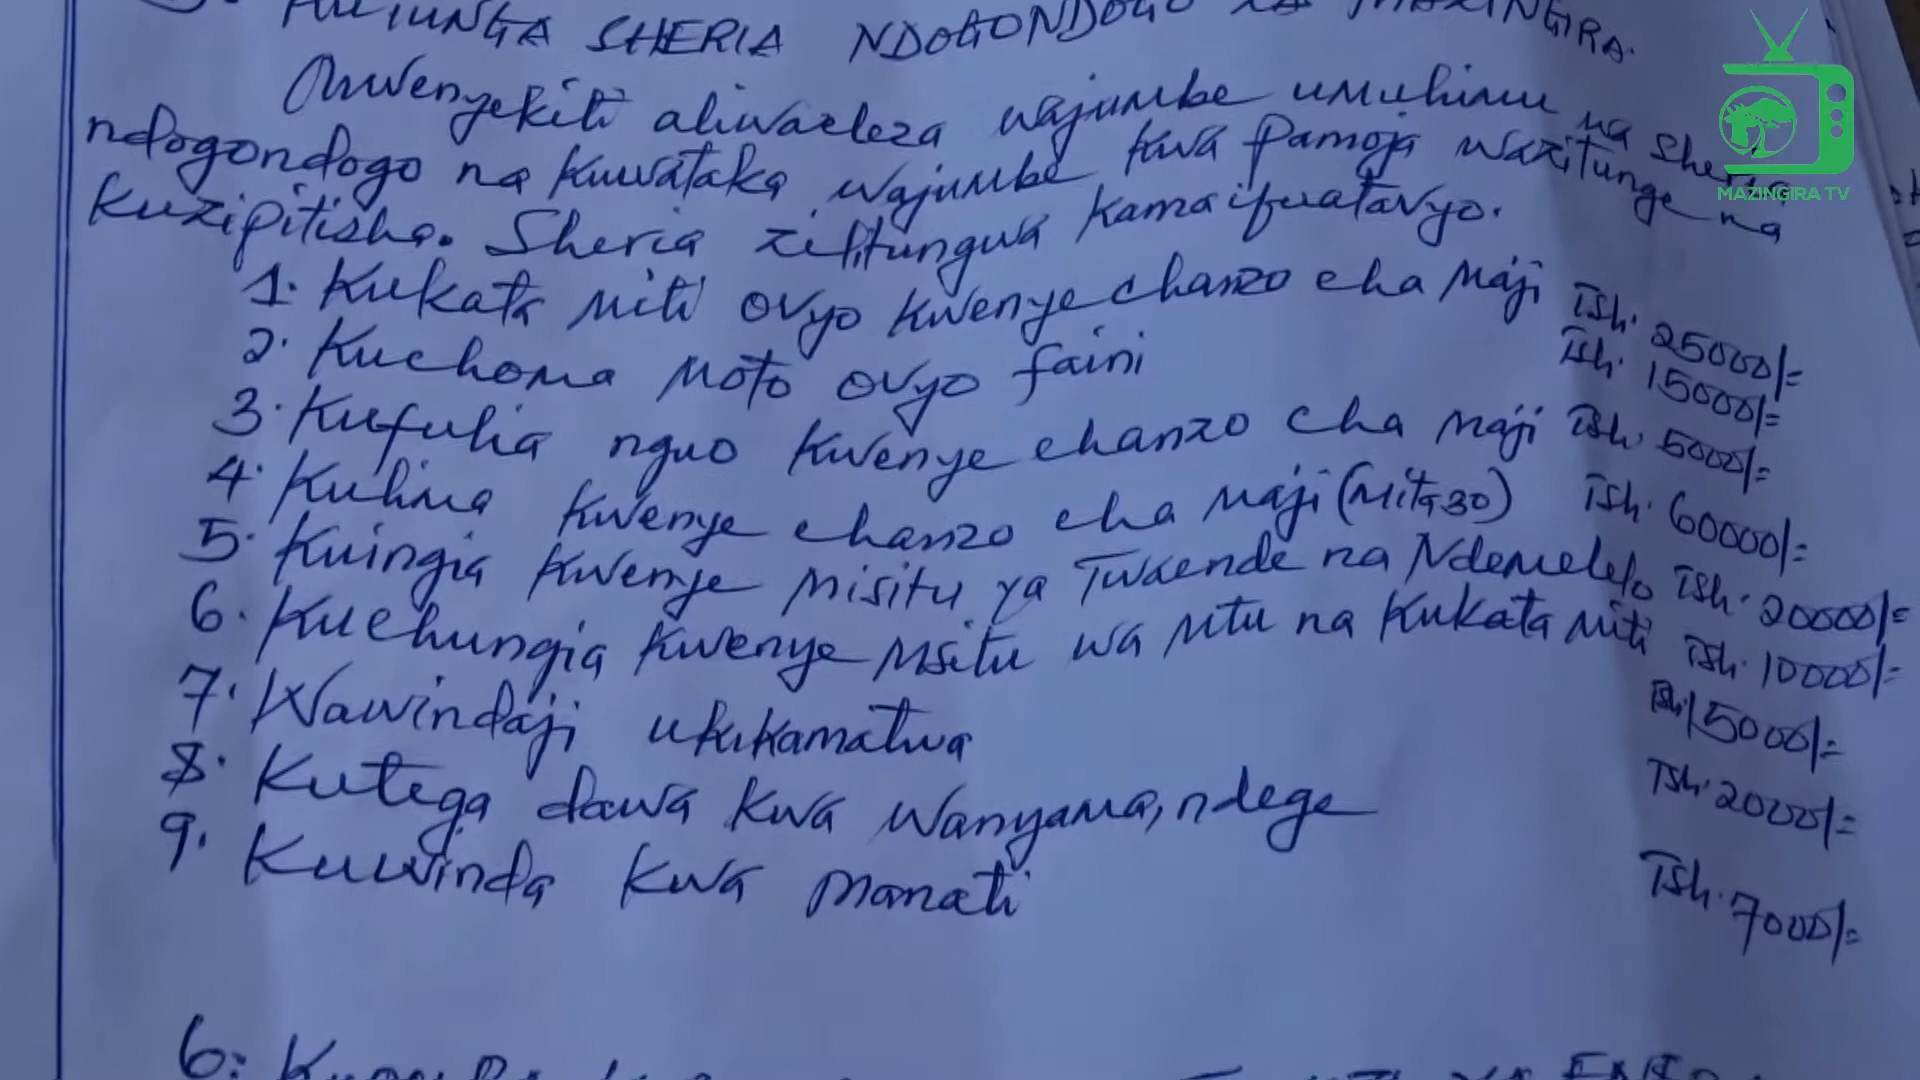 KUTUNGA SHERIA NDOGONDOGO ZA MAZINGIRA.
Mwenyekiti aliwaeleza wajumbe umuhimu wa sheria
ndogondogo na kuwataka wajumbe kwa pamoja wazitunge na
kuzipitisha. Sheria zilitungwa kama ifuatavyo.
1. Kukata miti ovyo kwenye chanzo cha maji Tsh. 25000/=
2. Kuchoma moto ovyo faini Tsh. 15000/=
3. Kufulia nguo kwenye chanzo cha maji Tsh. 5000/=
4. Kulima kwenye chanzo cha maji (mita 30) Tsh. 60000/=
5. Kuingia kwenye misitu ya Twaende na Ndemelelo Tsh. 20000/=
6. Kuchungia kwenye msitu wa mtu na kukata miti Tsh. 10000/=
7. Wawindaji ukikamatwa Tsh. 15000/=
8. Kutega dawa kwa wanyama, ndege Tsh. 20000/=
9. Kuwinda kwa manati Tsh. 7000/=
6:
MAZINGIRA TV